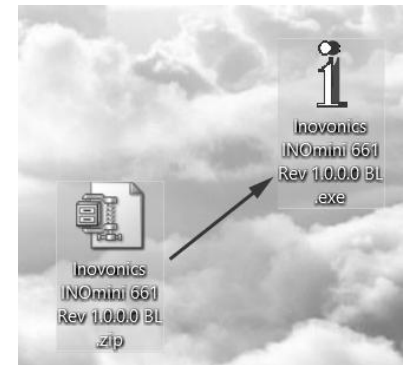 Inovonics
INOmini 661
Rev 1.0.0.0 BL
.exe
Inovonics
INOmini 661
Rev 1.0.0.0 BL
.zip